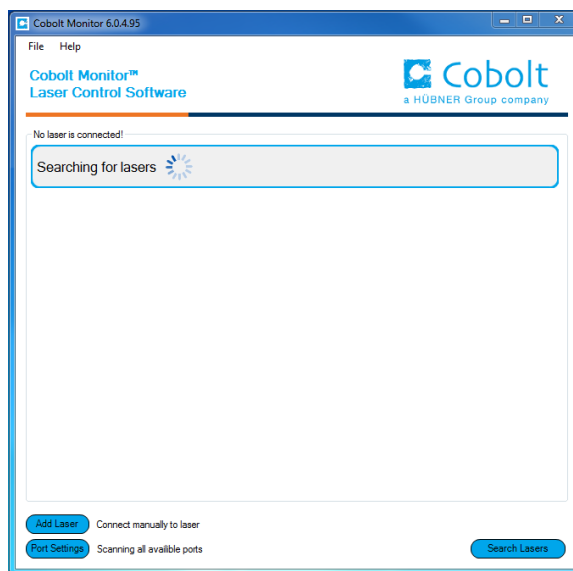 Cobolt Monitor 6.0.4.95
File Help
Cobolt Monitor™
Laser Control Software
Cobolt
a HÜBNER Group company
No laser is connected!
Searching for lasers
Add Laser Connect manually to laser
Port Settings Scanning all availible ports
Search Lasers